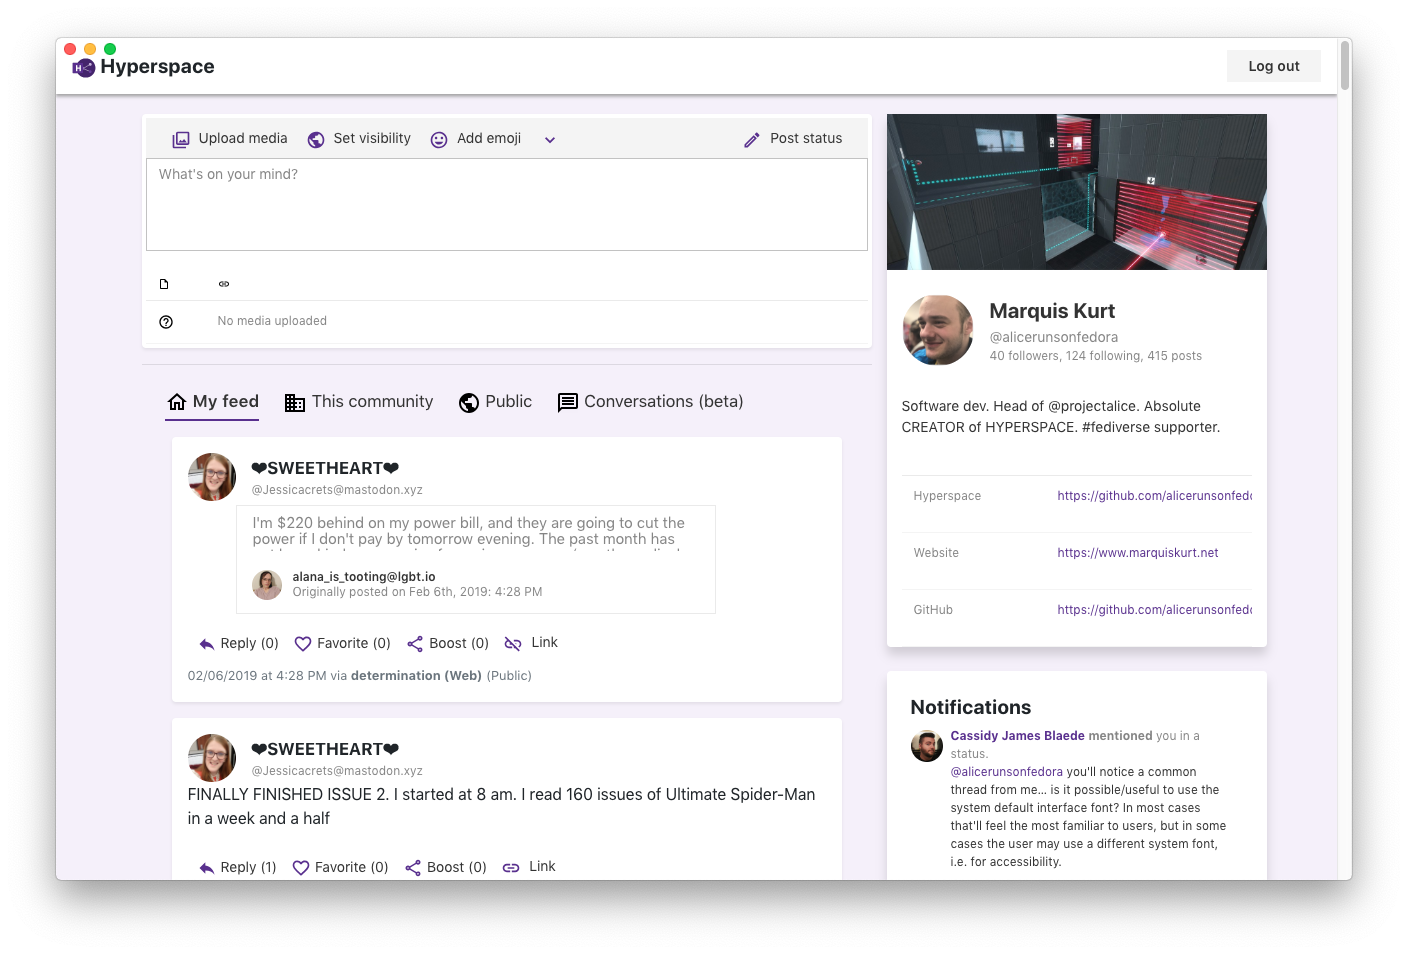 Hyperspace
Log out
Upload media
Set visibility
Add emoji
Post status
What's on your mind?
No media uploaded
My feed
This community
Public
Conversations (beta)
❤SWEETHEART❤
@Jessicacrets@mastodon.xyz
I'm $220 behind on my power bill, and they are going to cut the
power if I don't pay by tomorrow evening. The past month has
alana_is_tooting@lgbt.io
Originally posted on Feb 6th, 2019: 4:28 PM
Reply (0)
Favorite (0)
Boost (0)
Link
02/06/2019 at 4:28 PM via determination (Web) (Public)
❤SWEETHEART❤
@Jessicacrets@mastodon.xyz
FINALLY FINISHED ISSUE 2. I started at 8 am. I read 160 issues of Ultimate Spider-Man
in a week and a half
Reply (1)
Favorite (0)
Boost (0)
Link
Marquis Kurt
@alicerunsonfedora
40 followers, 124 following, 415 posts
Software dev. Head of @projectalice. Absolute
CREATOR of HYPERSPACE. #fediverse supporter.
Hyperspace
https://github.com/alicerunsonfedo
Website
https://www.marquiskurt.net
GitHub
https://github.com/alicerunsonfedo
Notifications
Cassidy James Blaede mentioned you in a
status.
@alicerunsonfedora you'll notice a common
thread from me... is it possible/useful to use the
system default interface font? In most cases
that'll feel the most familiar to users, but in some
cases the user may use a different system font,
i.e. for accessibility.